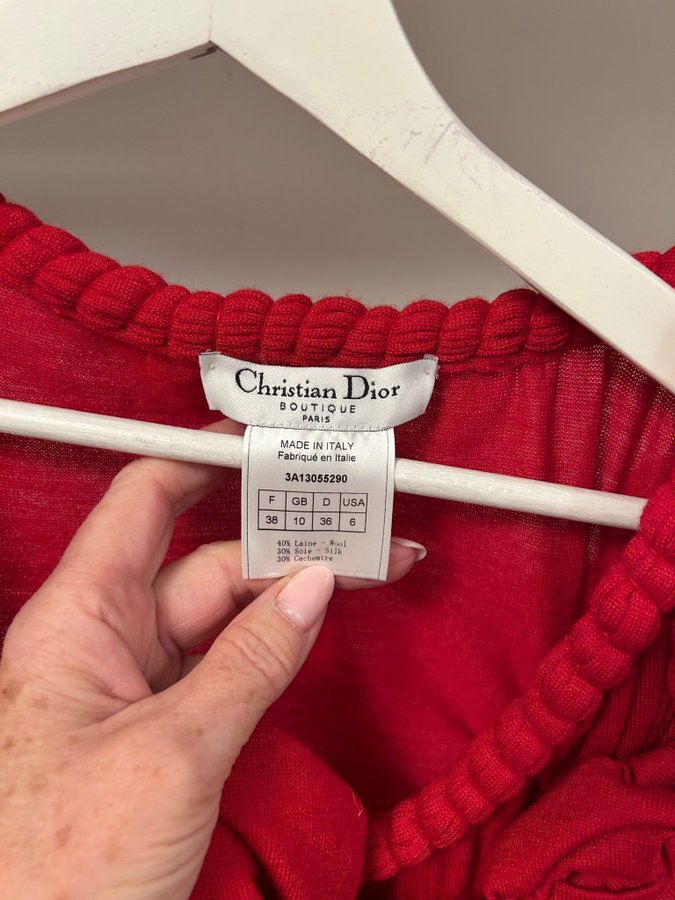 Christian Dior
BOUTIQUE
PARIS
MADE IN ITALY
Fabriqué en Italie
3A13055290
F GB D USA
38 10 36 6
40% Laine - Wool
30% Soie - Silk
30% Cachemire